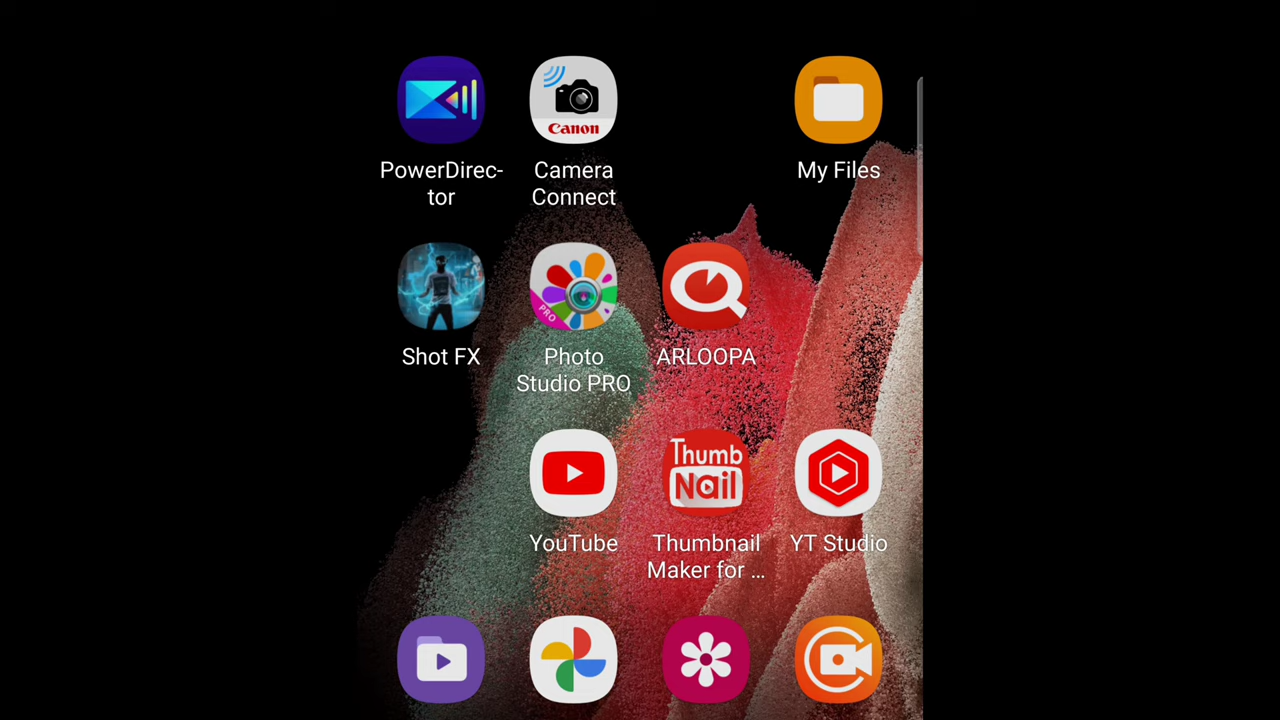 Canon
PowerDirec-
tor
Camera
Connect
My Files
PRO
Shot FX
Photo
Studio PRO
ARLOOPA
Thumb
Nail
YouTube
Thumbnail
Maker for ...
YT Studio